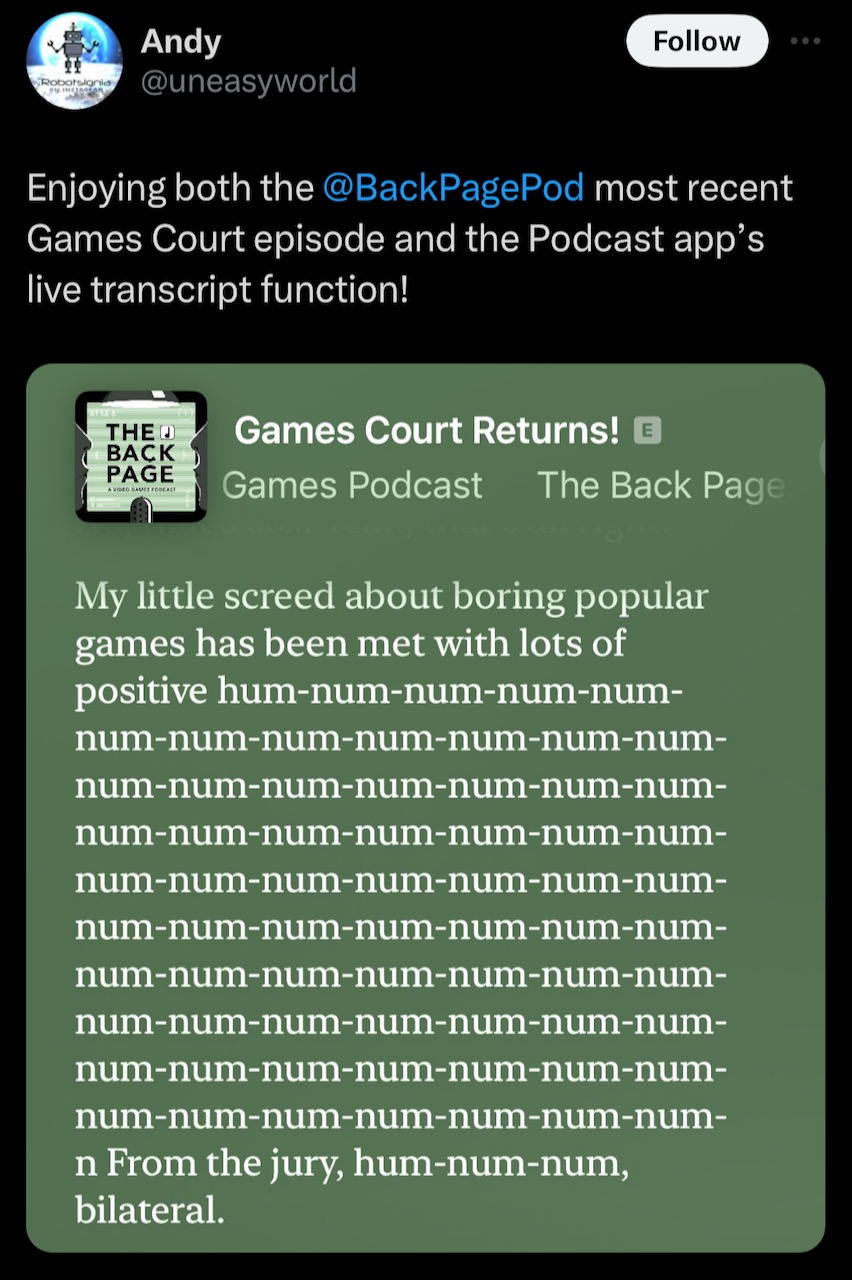 Andy
@uneasyworld
Follow
Robotsignia
Enjoying both the @BackPagePod most recent
Games Court episode and the Podcast app’s
live transcript function!
THE
BACK
PAGE
A VIDEO GAMES PODCAST
Games Court Returns! E
Games Podcast The Back Page
My little screed about boring popular
games has been met with lots of
positive hum-num-num-num-num-
num-num-num-num-num-num-num-
num-num-num-num-num-num-num-
num-num-num-num-num-num-num-
num-num-num-num-num-num-num-
num-num-num-num-num-num-num-
num-num-num-num-num-num-num-
num-num-num-num-num-num-num-
num-num-num-num-num-num-num-
num-num-num-num-num-num-num-
n From the jury, hum-num-num,
bilateral.